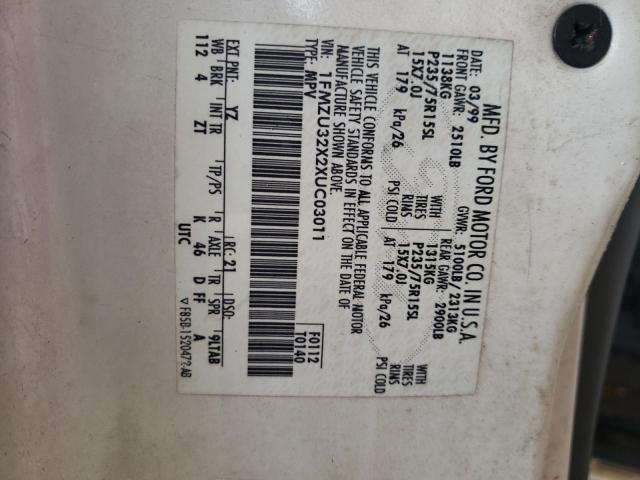 MFD. BY FORD MOTOR CO. IN U.S.A.
03/99 GWVR: 5100LB/ 2313KG
FRONT GAWR: 2510LB REAR GAWR: 2900LB
1138KG WITH 1315KG WITH
P235/75R15SL TIRES P235/75R15SL TIRES
15X7.0J RIMS 15X7.0J RIMS
AT 179 kPa/26 PSI COLD AT 179 kPa/26 PSI COLD
THIS VEHICLE CONFORMS TO ALL APPLICABLE FEDERAL MOTOR
VEHICLE SAFETY STANDARDS IN EFFECT ON THE DATE OF
MANUFACTURE SHOWN ABOVE.
VIN: 1FMZU32X2XUC03011 F0112
TYPE: MPV T0140
EXT PNT: YZ RC: 21 DSO:
WB BRK INT TR TP/PS R AXLE TR SPR 91TAB
112 4 ZT K 46 D FF A
UTC F85B-1520472-AB